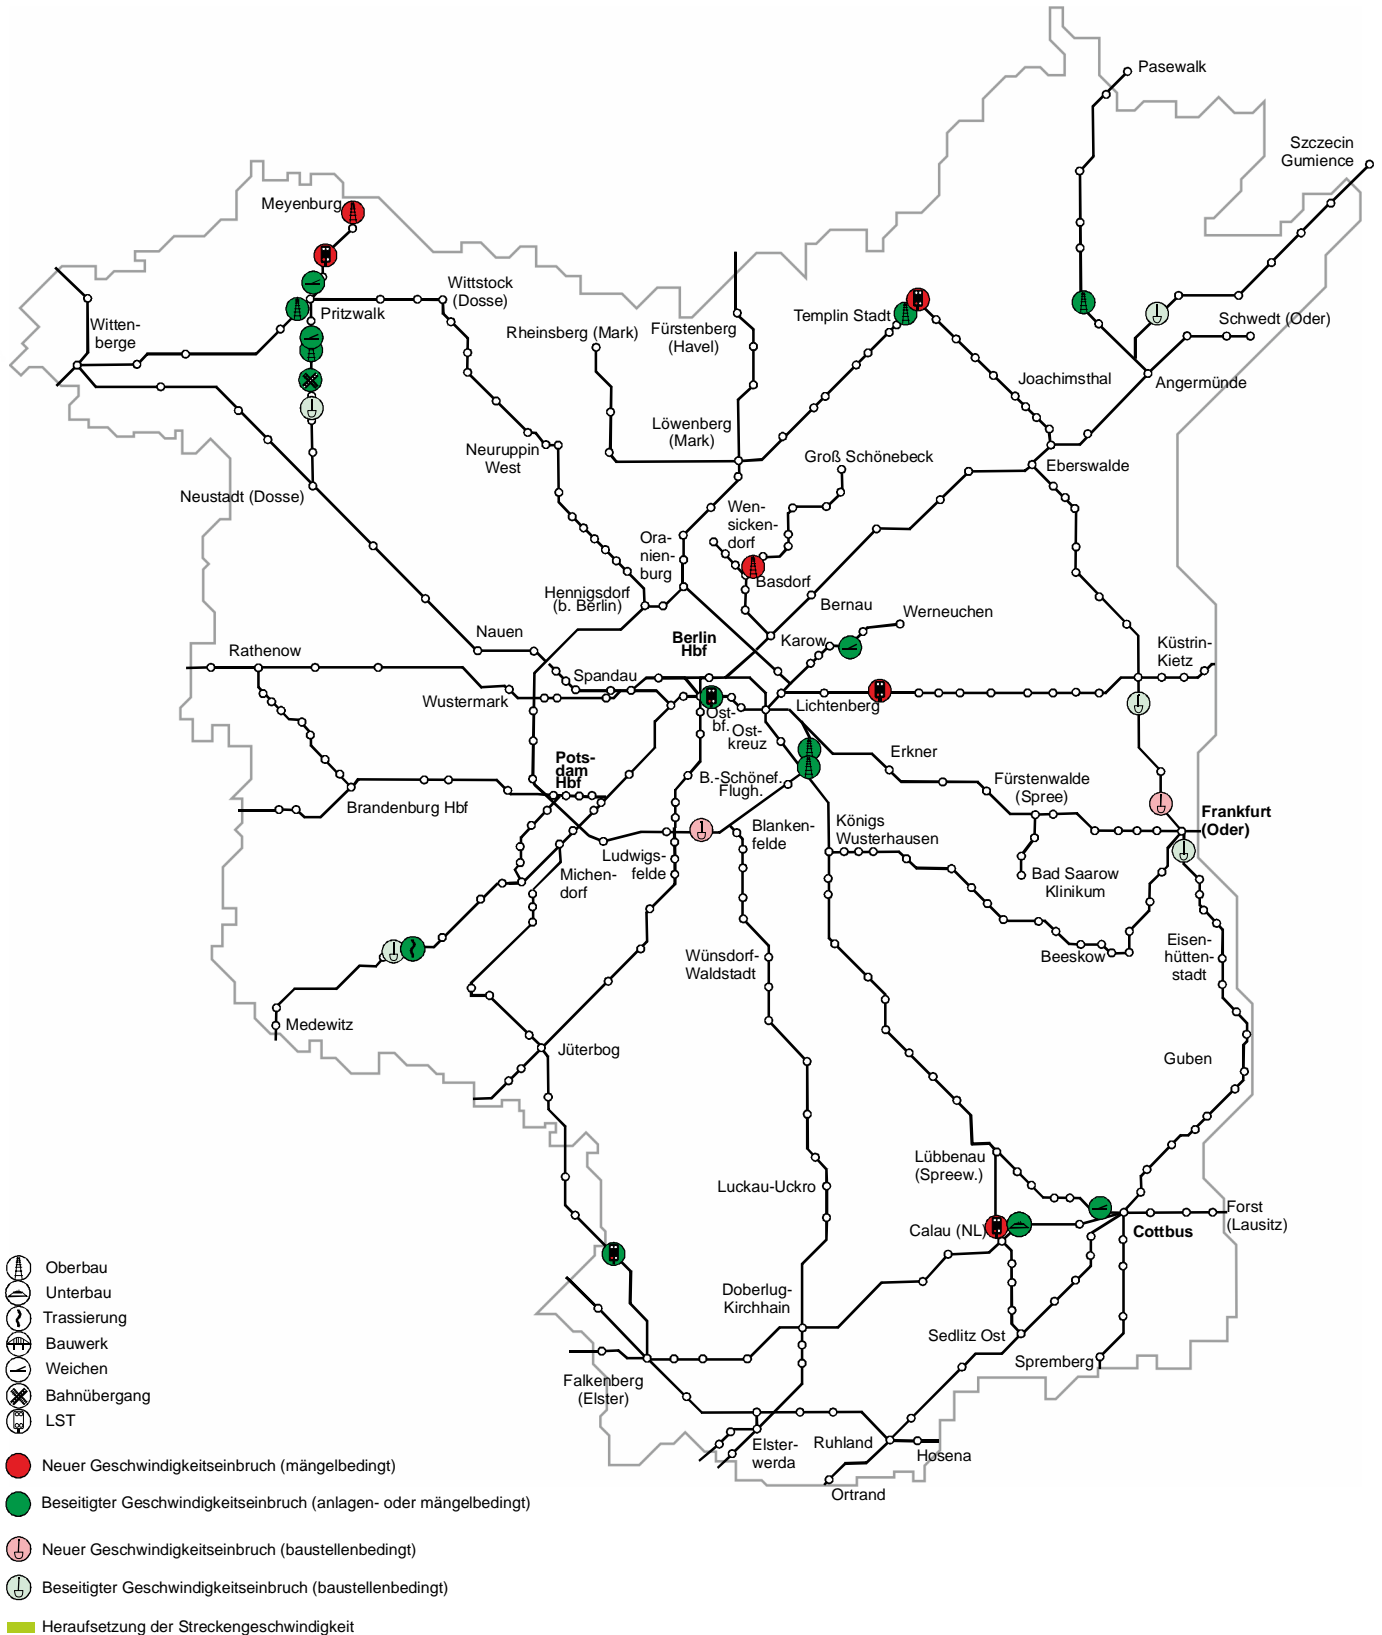 Pasewalk
Szczecin
Gumience
Meyenburg
Wittstock
(Dosse)
Pritzwalk
Witten-
berge
Rheinsberg (Mark)
Fürstenberg
(Havel)
Templin Stadt
Schwedt (Oder)
Joachimsthal
Angermünde
Löwenberg
(Mark)
Neuruppin
West
Groß Schönebeck
Eberswalde
Neustadt (Dosse)
Wen-
sicken-
dorf
Ora-
nien-
burg
Basdorf
Hennigsdorf
(b. Berlin)
Bernau
Werneuchen
Nauen
Berlin
Hbf
Karow
Küstrin-
Kietz
Rathenow
Spandau
Wustermark
Lichtenberg
Ost-
bf.
Ost-
kreuz
Erkner
Pots-
dam
Hbf
B.-Schönef.
Flugh.
Fürstenwalde
(Spree)
Brandenburg Hbf
Frankfurt
(Oder)
Blanken-
felde
Königs
Wusterhausen
Ludwigs-
felde
Michen-
dorf
Bad Saarow
Klinikum
Wünsdorf-
Waldstadt
Beeskow
Eisen-
hütten-
stadt
Medewitz
Jüterbog
Guben
Lübbenau
(Spreew.)
Luckau-Uckro
Calau (NL)
Cottbus
Forst
(Lausitz)
Doberlug-
Kirchhain
Sedlitz Ost
Spremberg
Falkenberg
(Elster)
Elster-
werda
Ruhland
Hosena
Ortrand
Oberbau
Unterbau
Trassierung
Bauwerk
Weichen
Bahnübergang
LST
Neuer Geschwindigkeitseinbruch (mängelbedingt)
Beseitigter Geschwindigkeitseinbruch (anlagen- oder mängelbedingt)
Neuer Geschwindigkeitseinbruch (baustellenbedingt)
Beseitigter Geschwindigkeitseinbruch (baustellenbedingt)
Heraufsetzung der Streckengeschwindigkeit